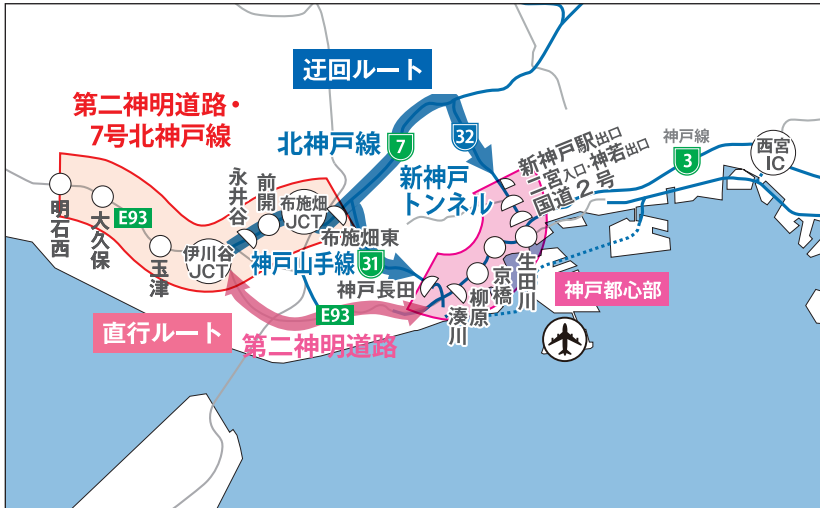 迂回ルート
第二神明道路・
7号北神戸線
北神戸線
7
32
新神戸
トンネル
新神戸駅出口
二宮入口・神若出口
国道2号
神戸線
3
西宮
IC
明石西
大久保
E93
玉津
伊川谷
JCT
永井谷
前開
布施畑
JCT
布施畑東
神戸山手線
31
神戸長田
湊川
柳原
京橋
生田川
神戸都心部
直行ルート
E93
第二神明道路